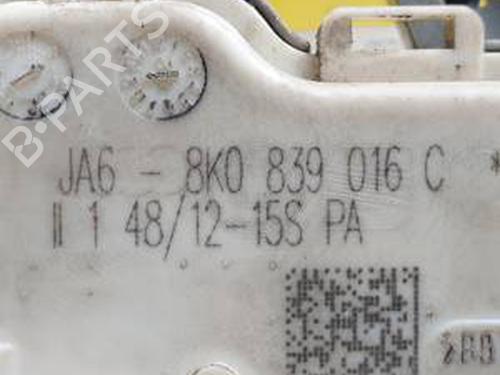 B-PARTS
JA6 - 8K0 839 016 C *
II 1 48/12-15S PA